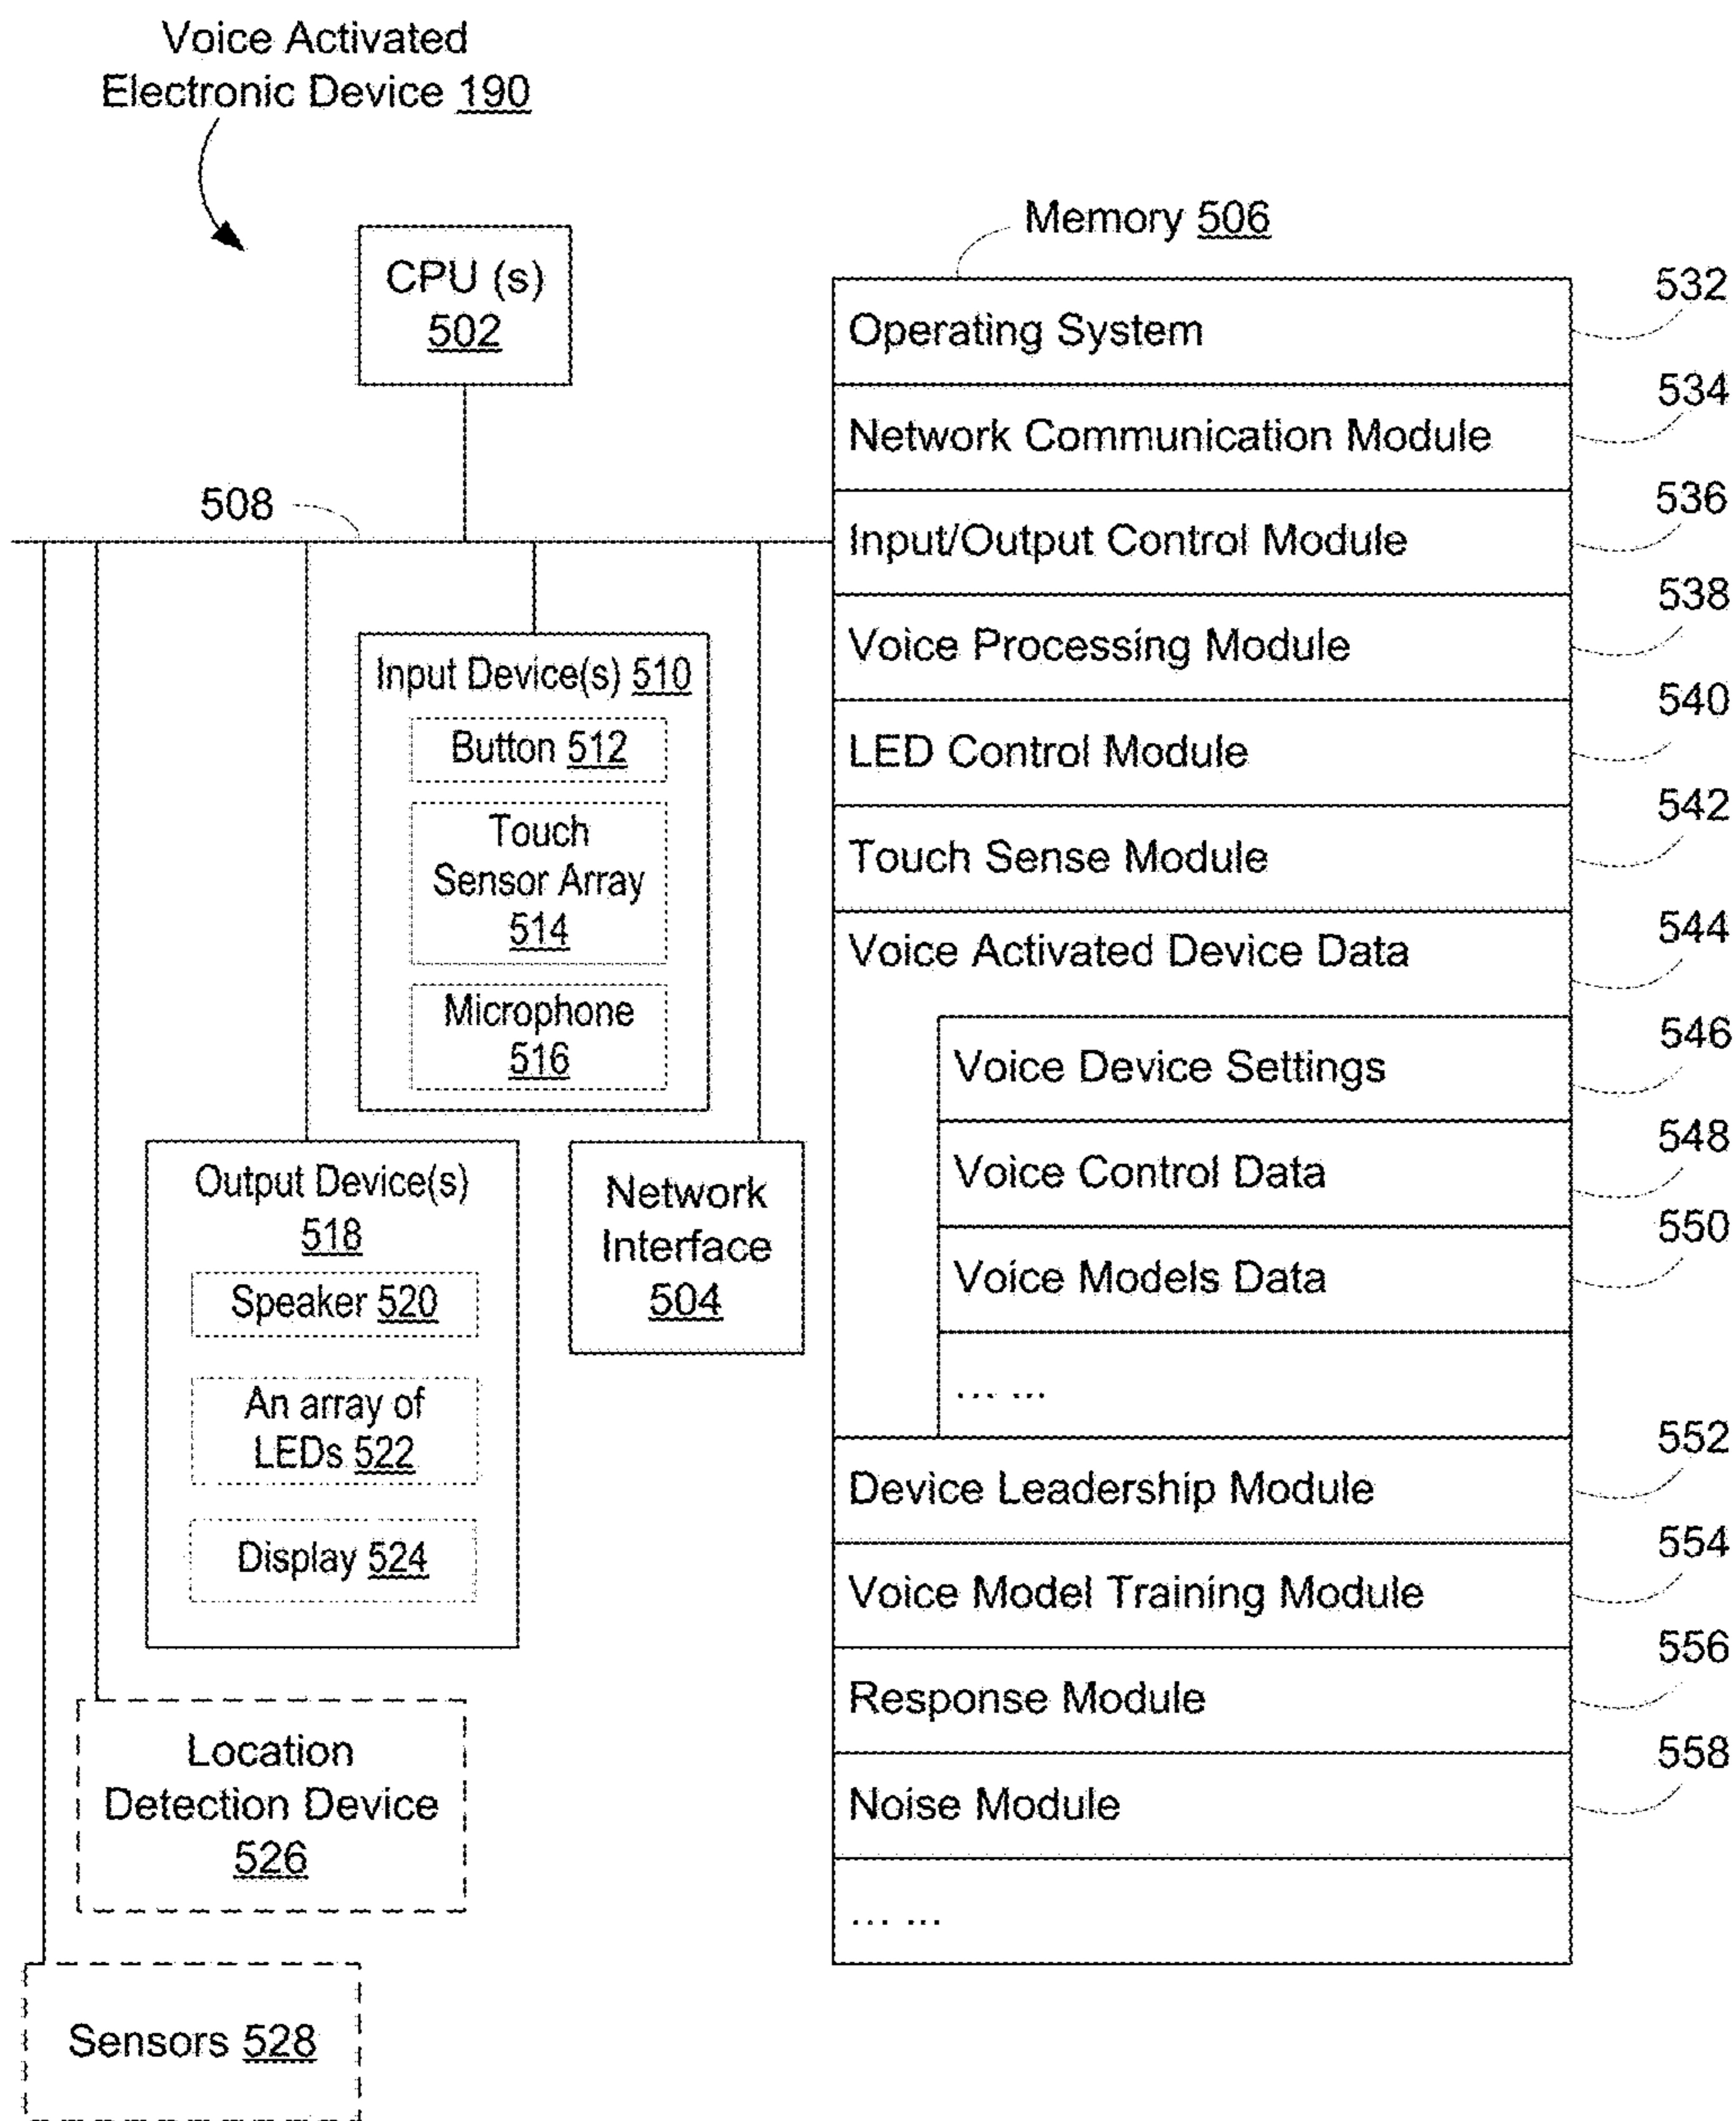 Voice Activated
Electronic Device 190
CPU (s)
502
508
Input Device(s) 510
Button 512
Touch
Sensor Array
514
Microphone
516
Output Device(s)
518
Speaker 520
An array of
LEDs 522
Display 524
Network
Interface
504
Location
Detection Device
526
Sensors 528
Memory 506
Operating System
532
Network Communication Module
534
Input/Output Control Module
536
Voice Processing Module
538
LED Control Module
540
Touch Sense Module
542
Voice Activated Device Data
544
Voice Device Settings
546
Voice Control Data
548
Voice Models Data
550
... ...
Device Leadership Module
552
Voice Model Training Module
554
Response Module
556
Noise Module
558
... ...